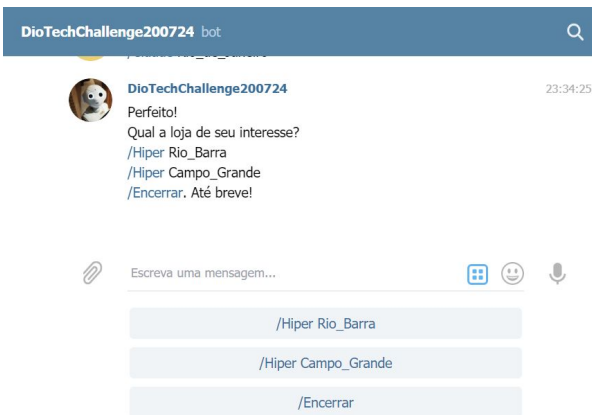 DioTechChallenge200724 bot
DioTechChallenge200724 23:34:25
Perfeito!
Qual a loja de seu interesse?
/Hiper Rio_Barra
/Hiper Campo_Grande
/Encerrar. Até breve!
Escreva uma mensagem...
/Hiper Rio_Barra
/Hiper Campo_Grande
/Encerrar